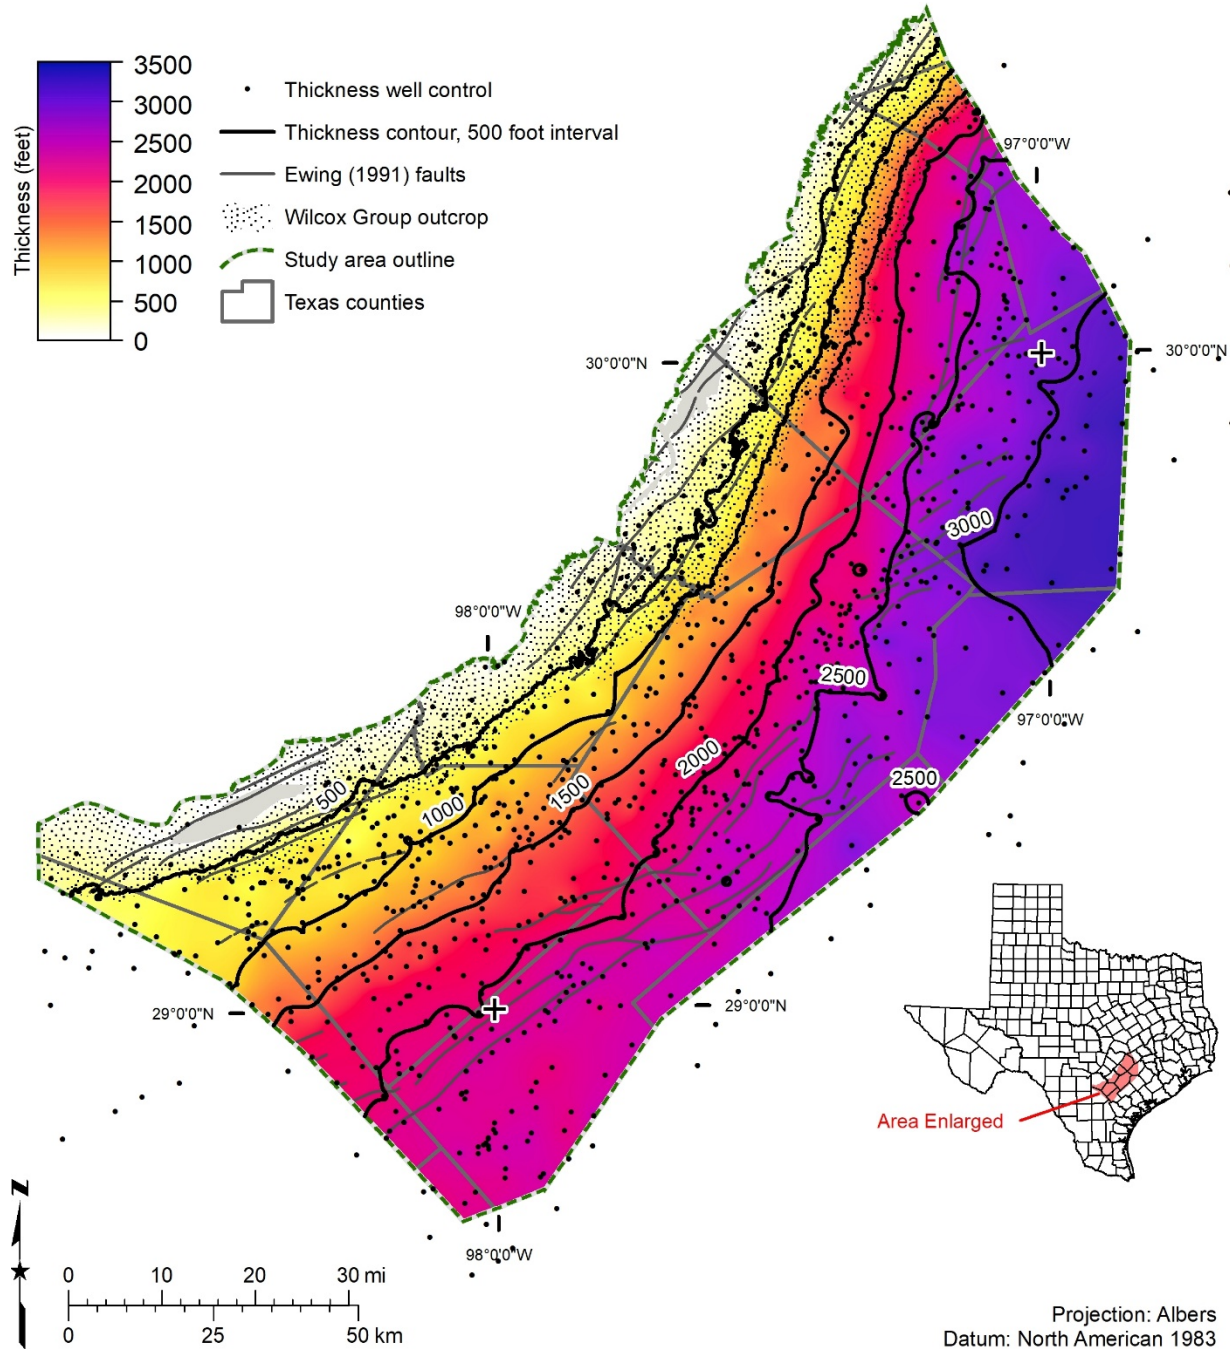 3500
3000
2500
2000
1500
1000
500
0
Thickness (feet)
Thickness well control
Thickness contour, 500 foot interval
Ewing (1991) faults
Wilcox Group outcrop
Study area outline
Texas counties
97°0'0"W
30°0'0"N
30°0'0"N
98°0'0"W
3000
2500
97°0'0"W
2000
2500
500
1000
1500
29°0'0"N
29°0'0"N
Area Enlarged
98°0'0"W
N
0 10 20 30 mi
0 25 50 km
Projection: Albers
Datum: North American 1983